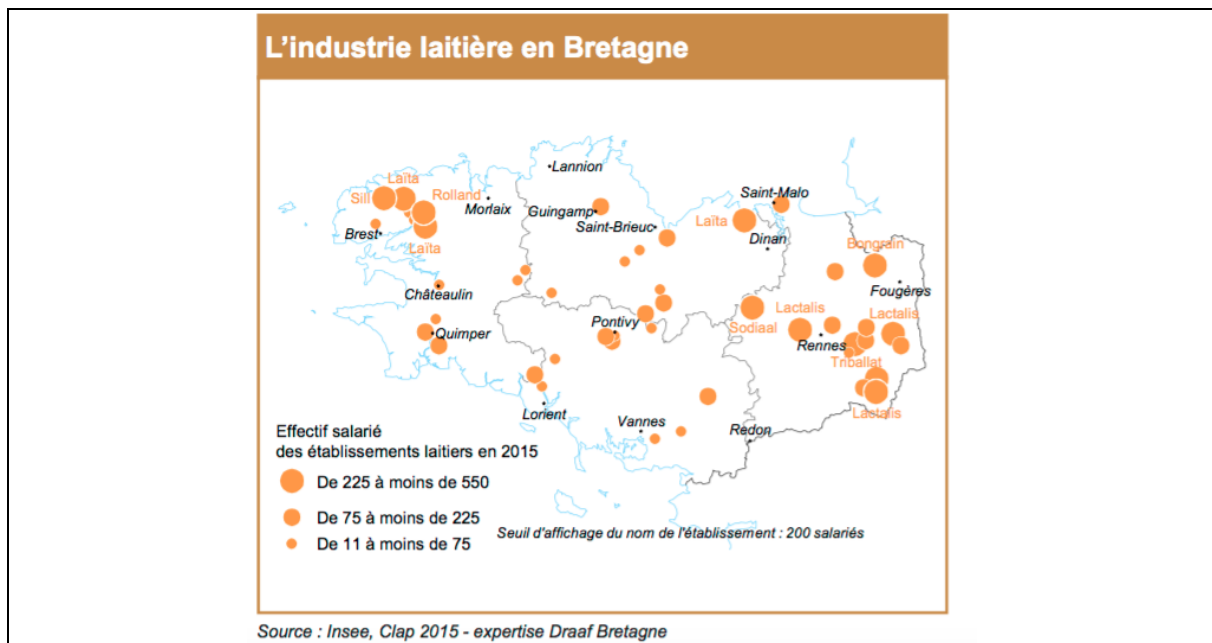 L'industrie laitière en Bretagne
Lannion
Laïta
Sill
Rolland
Morlaix
Saint-Malo
Guingamp
Saint-Brieuc
Laïta
Brest
Laïta
Dinan
Bongrain
Châteaulin
Fougères
Lactalis
Lactalis
Sodiaal
Pontivy
Quimper
Rennes
Triballat
Lactalis
Lorient
Vannes
Redon
Effectif salarié
des établissements laitiers en 2015
De 225 à moins de 550
De 75 à moins de 225
De 11 à moins de 75
Seuil d'affichage du nom de l'établissement : 200 salariés
Source : Insee, Clap 2015 - expertise Draaf Bretagne